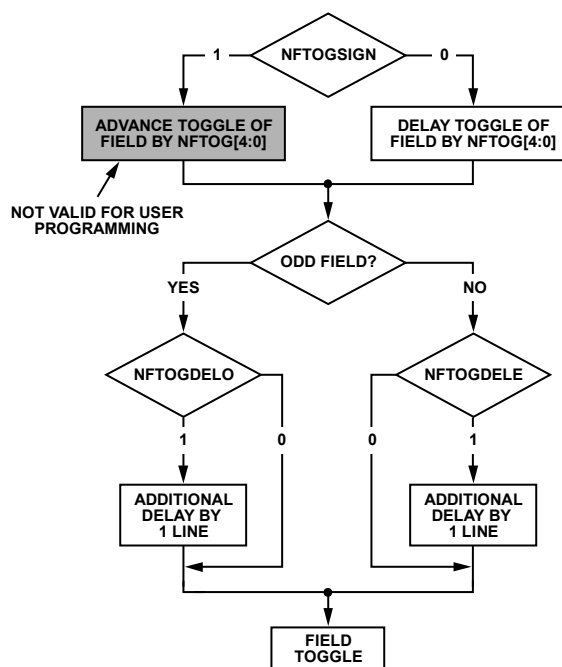 NFTOGSIGN
1
0
ADVANCE TOGGLE OF
FIELD BY NFTOG[4:0]
DELAY TOGGLE OF
FIELD BY NFTOG[4:0]
NOT VALID FOR USER
PROGRAMMING
ODD FIELD?
YES
NO
NFTOGDELO
NFTOGDELE
1
0
0
1
ADDITIONAL
DELAY BY
1 LINE
ADDITIONAL
DELAY BY
1 LINE
FIELD
TOGGLE